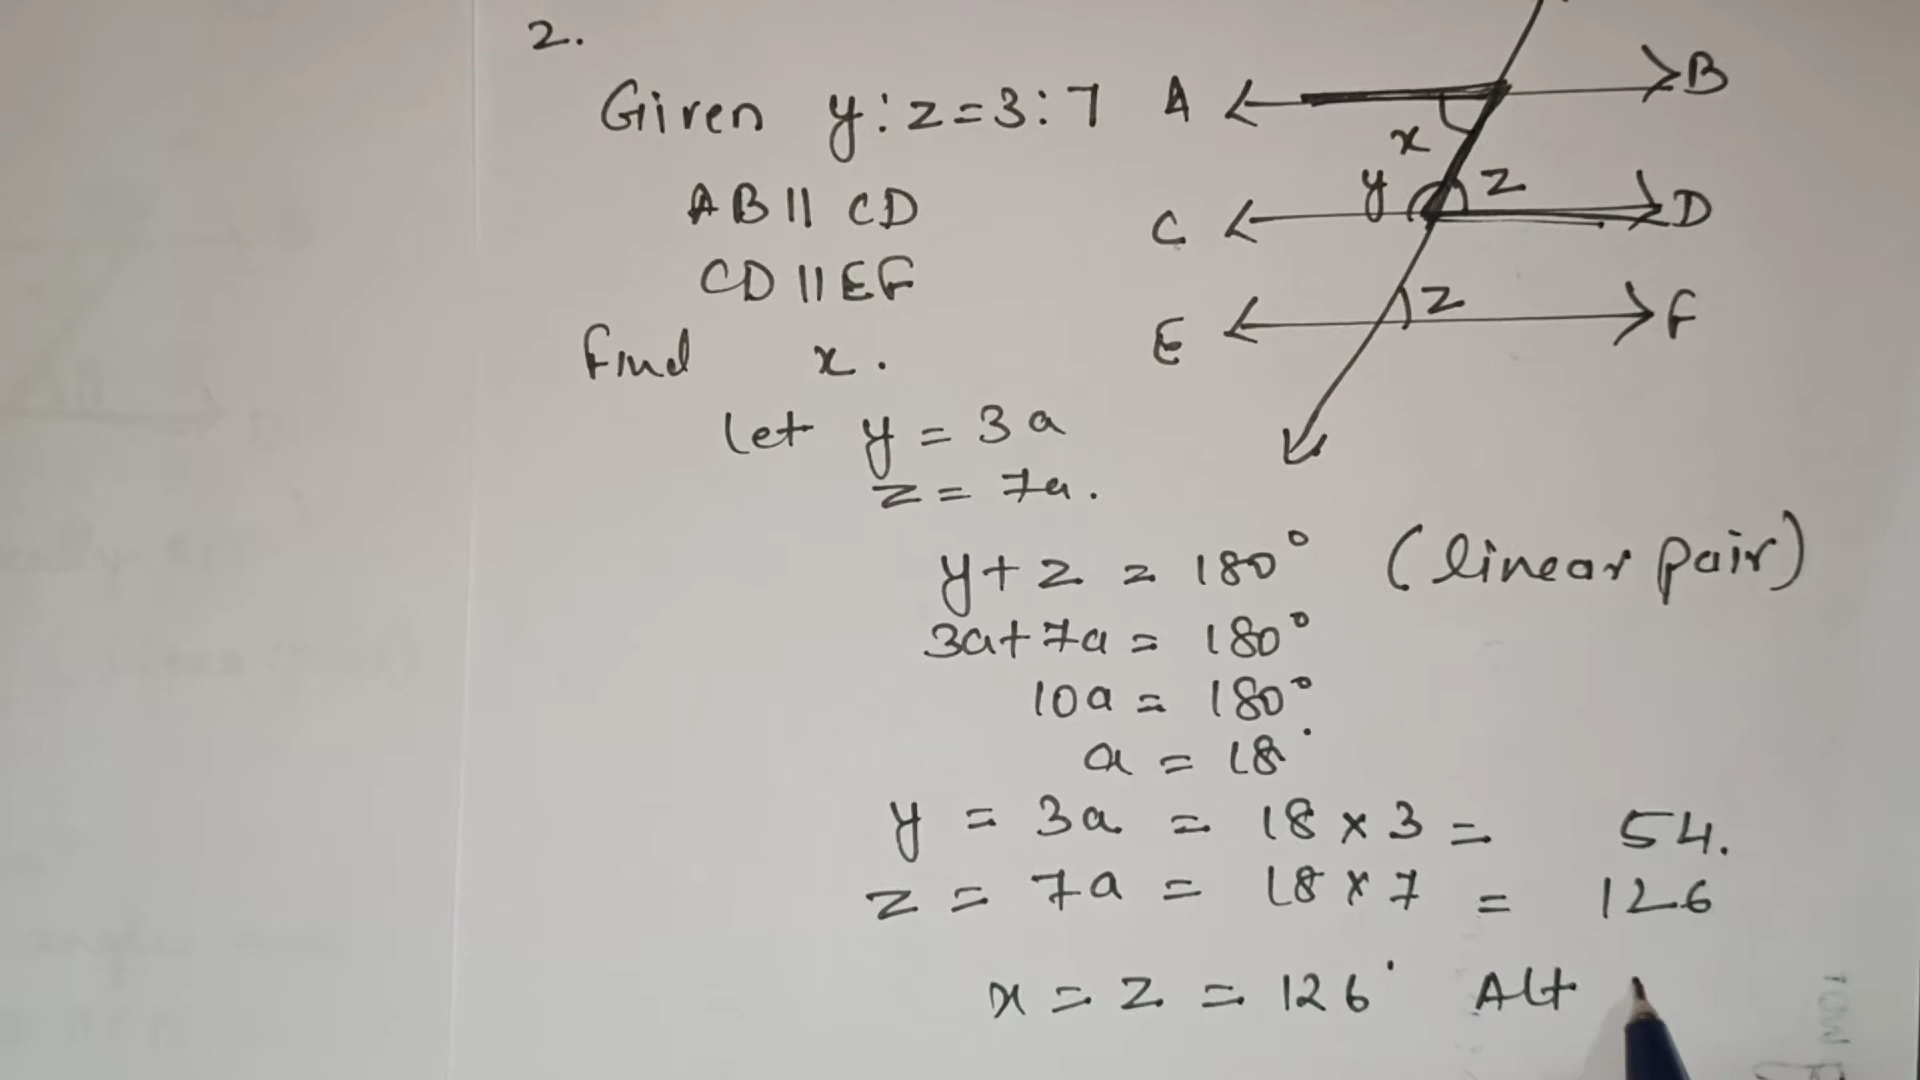 2.
Given y:z=3:7
AB || CD
CD || EF
Find x.
A B
x
y z
C D
z
E F
let y = 3a
z = 7a.
y+z = 180° (linear pair)
3a+7a = 180°
10a = 180°
a = 18°
y = 3a = 18 x 3 = 54.
z = 7a = 18 x 7 = 126
x = z = 126° Alt